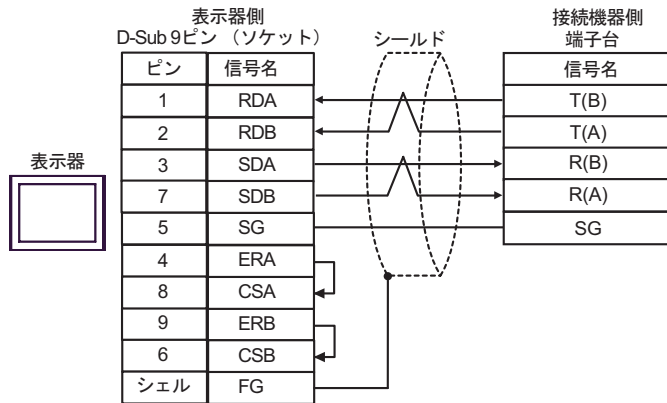 表示器側
D-Sub 9ピン （ソケット）
シールド
接続機器側
端子台
ピン 信号名
信号名
1 RDA
T(B)
2 RDB
T(A)
表示器
3 SDA
R(B)
7 SDB
R(A)
5 SG
SG
4 ERA
8 CSA
9 ERB
6 CSB
シェル FG